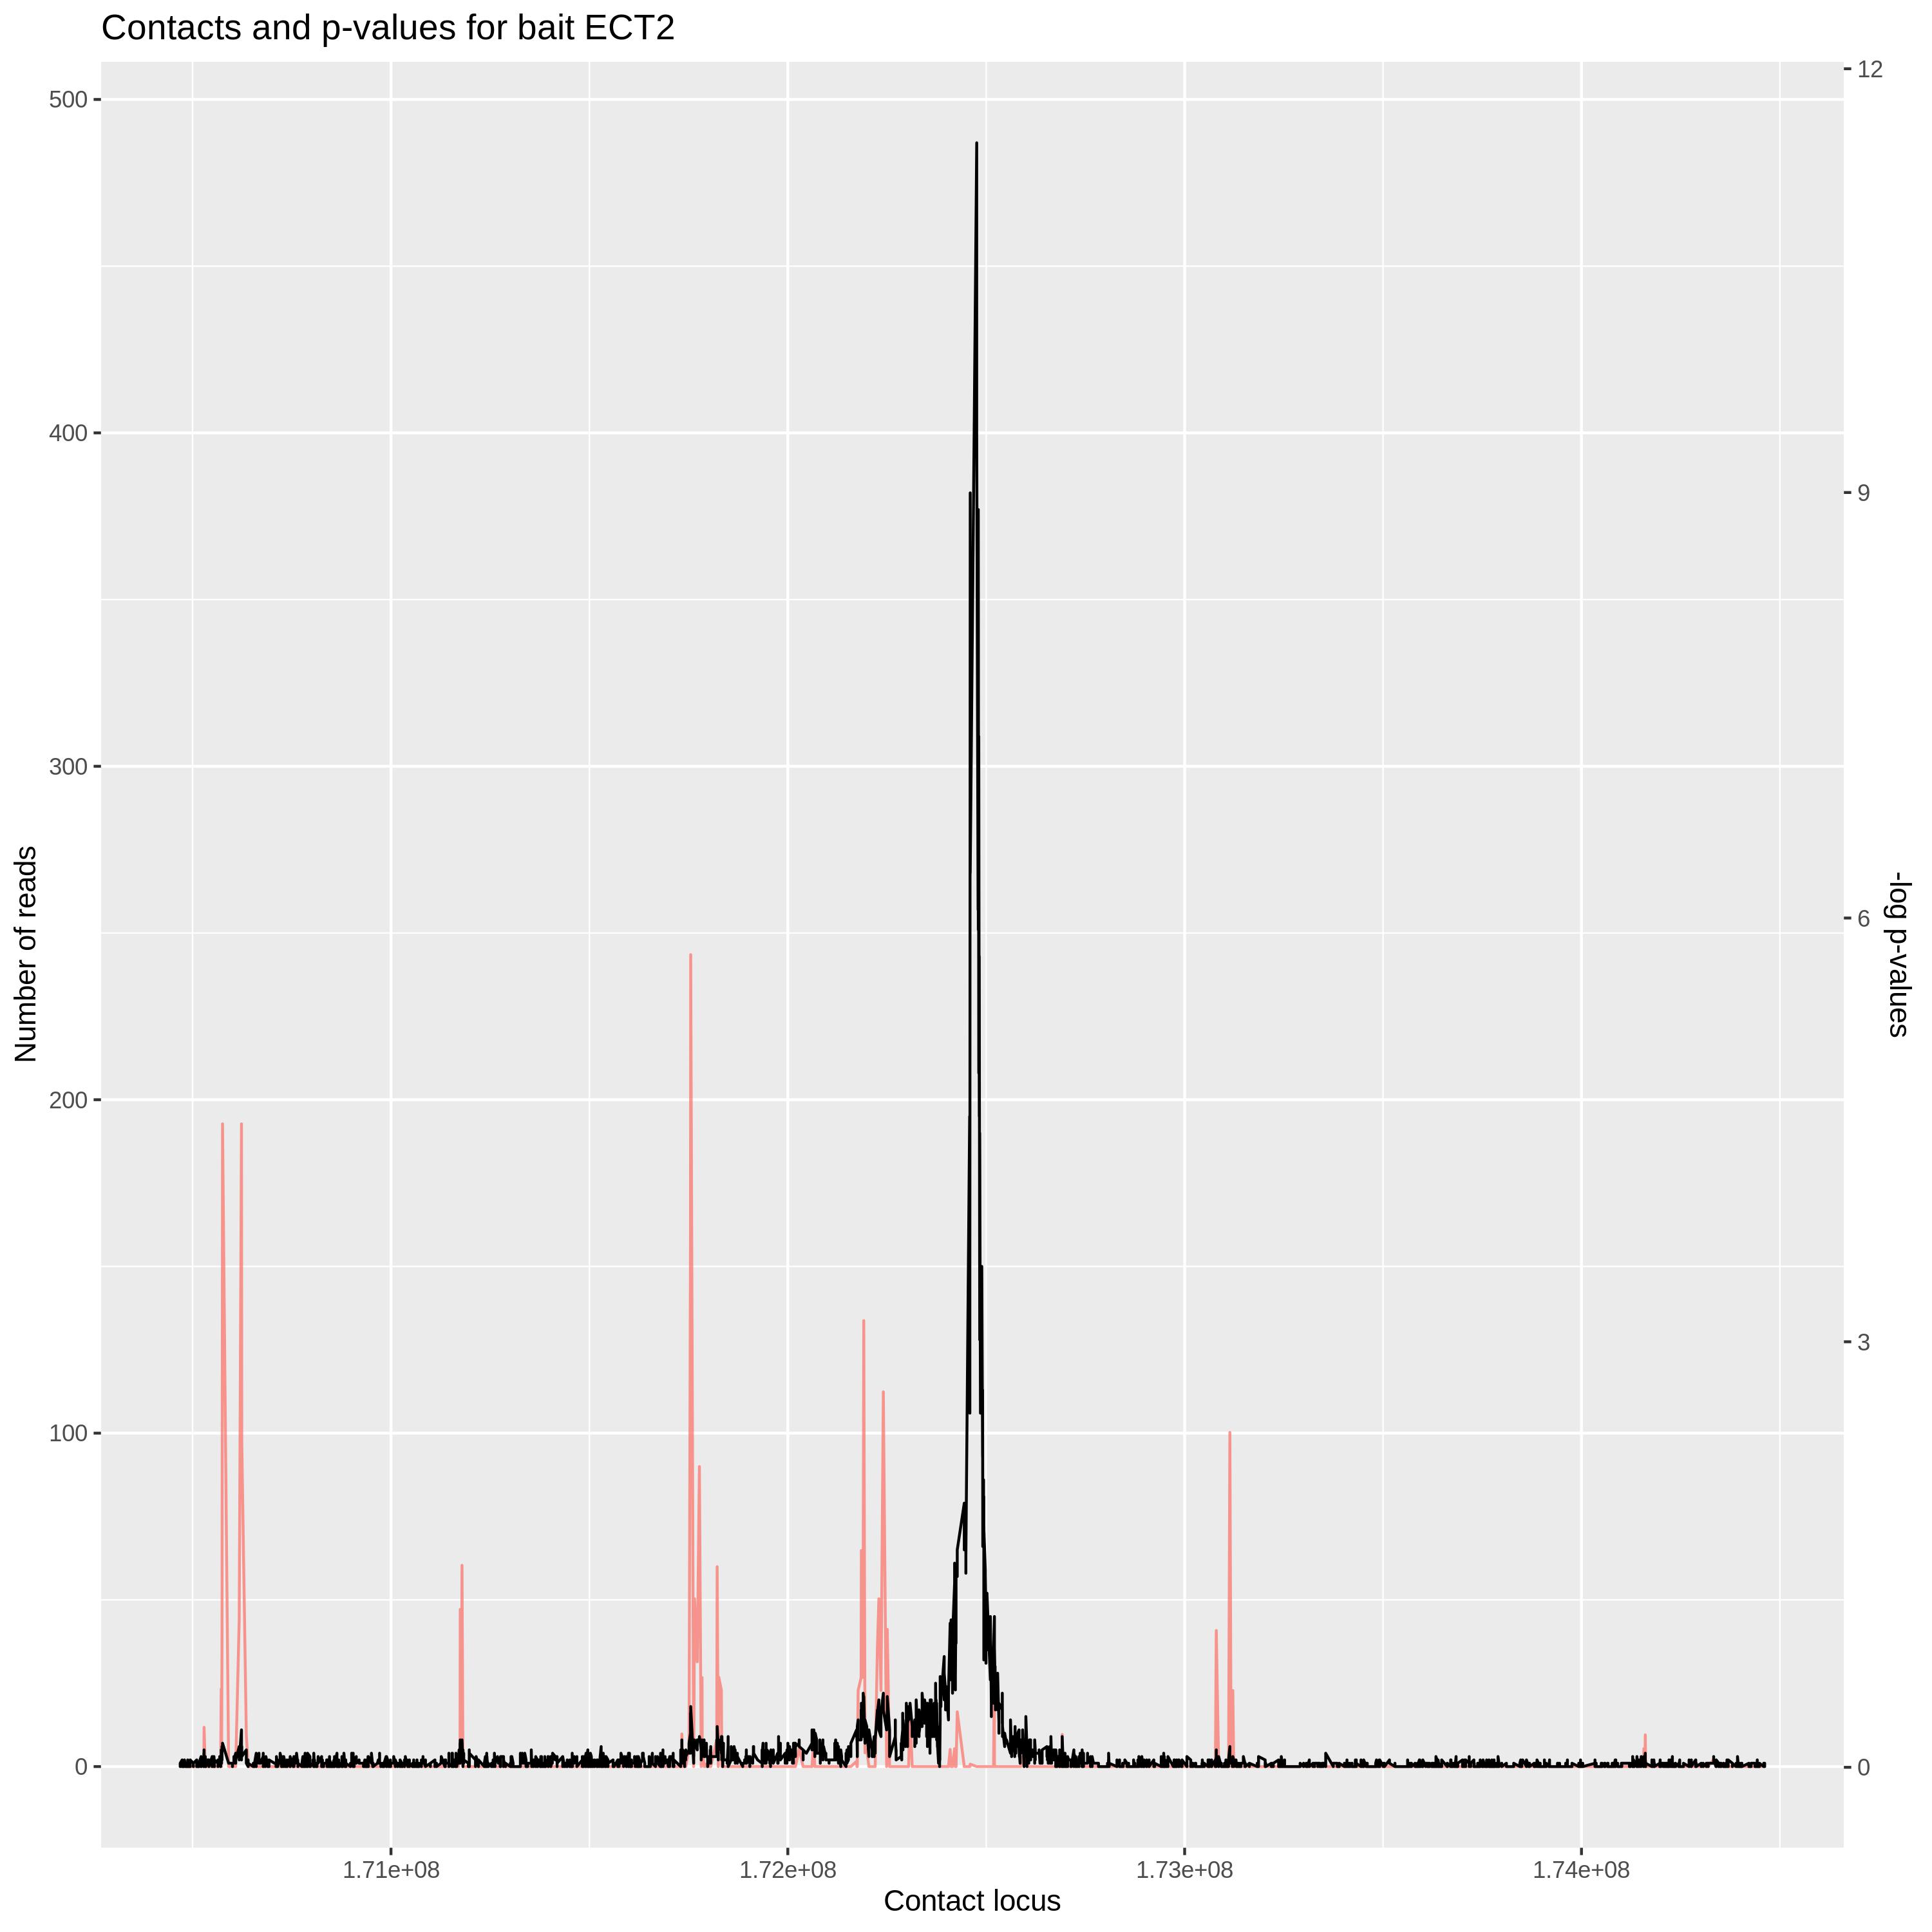 Contacts and p-values for bait ECT2
500
400
300
200
100
0
12
9
6
3
0
Number of reads
-log p-values
1.71e+08
1.72e+08
1.73e+08
1.74e+08
Contact locus